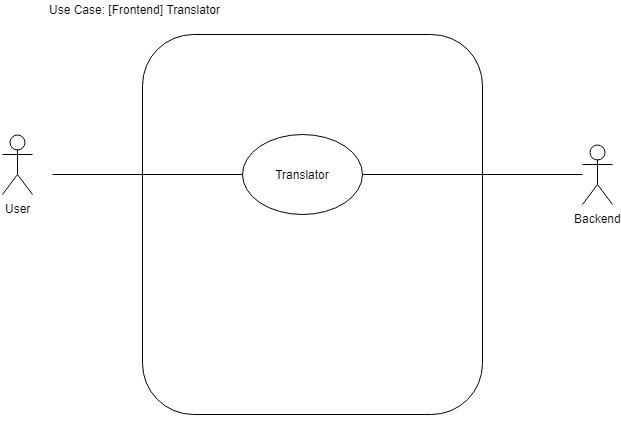 Use Case: [Frontend] Translator
Translator
User
Backend